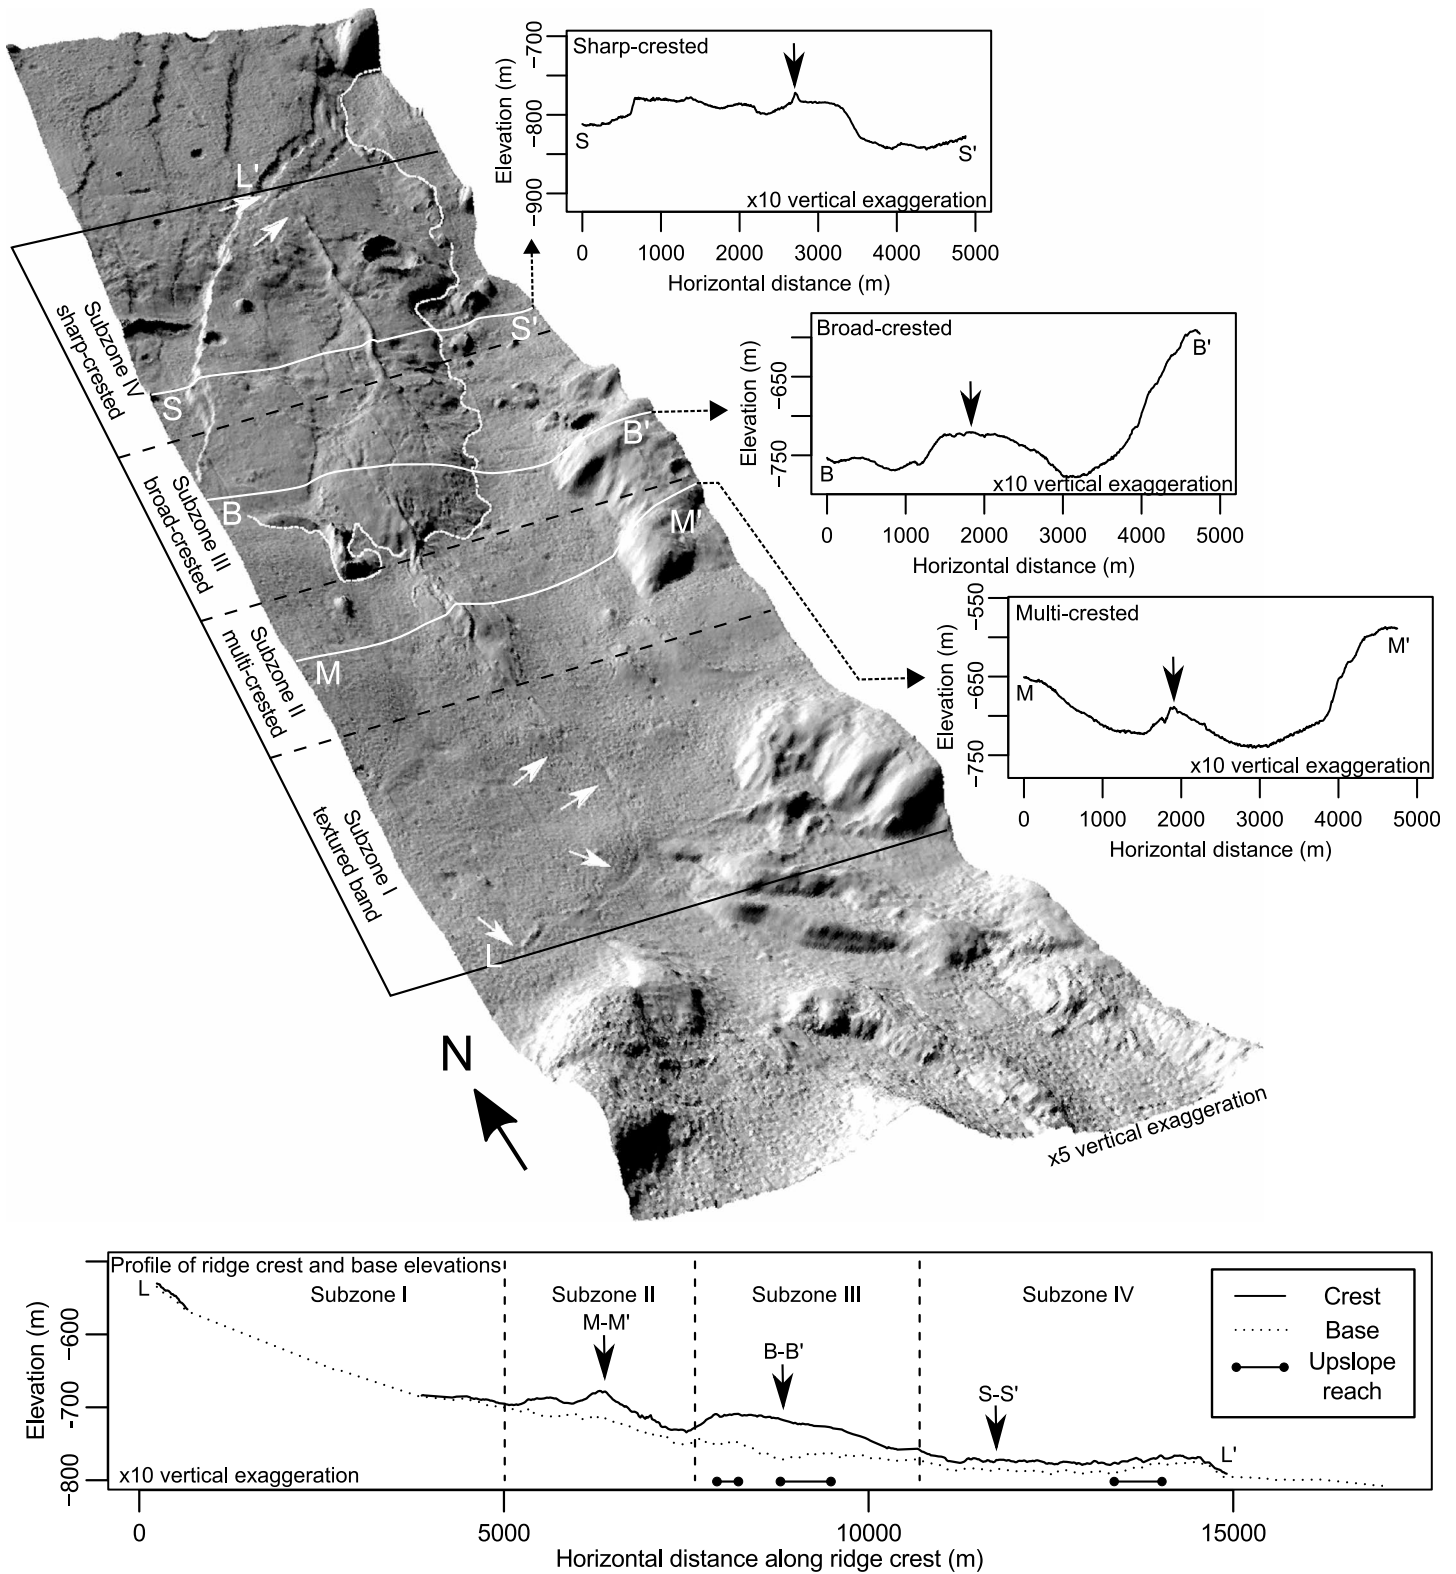 Sharp-crested
Elevation (m)
-700
-800
-900
S
S'
x10 vertical exaggeration
0 1000 2000 3000 4000 5000
Horizontal distance (m)
Broad-crested
Elevation (m)
-650
-750
B
B'
x10 vertical exaggeration
0 1000 2000 3000 4000 5000
Horizontal distance (m)
Multi-crested
Elevation (m)
-550
-650
-750
M
M'
x10 vertical exaggeration
0 1000 2000 3000 4000 5000
Horizontal distance (m)
L'
S
S'
B
B'
M
M'
L
Subzone IV
sharp-crested
Subzone III
broad-crested
Subzone II
multi-crested
Subzone I
textured band
N
x5 vertical exaggeration
Profile of ridge crest and base elevations
L
Subzone I
Subzone II
Subzone III
Subzone IV
M-M'
B-B'
S-S'
L'
Crest
Base
Upslope
reach
Elevation (m)
-600
-700
-800
x10 vertical exaggeration
0 5000 10000 15000
Horizontal distance along ridge crest (m)